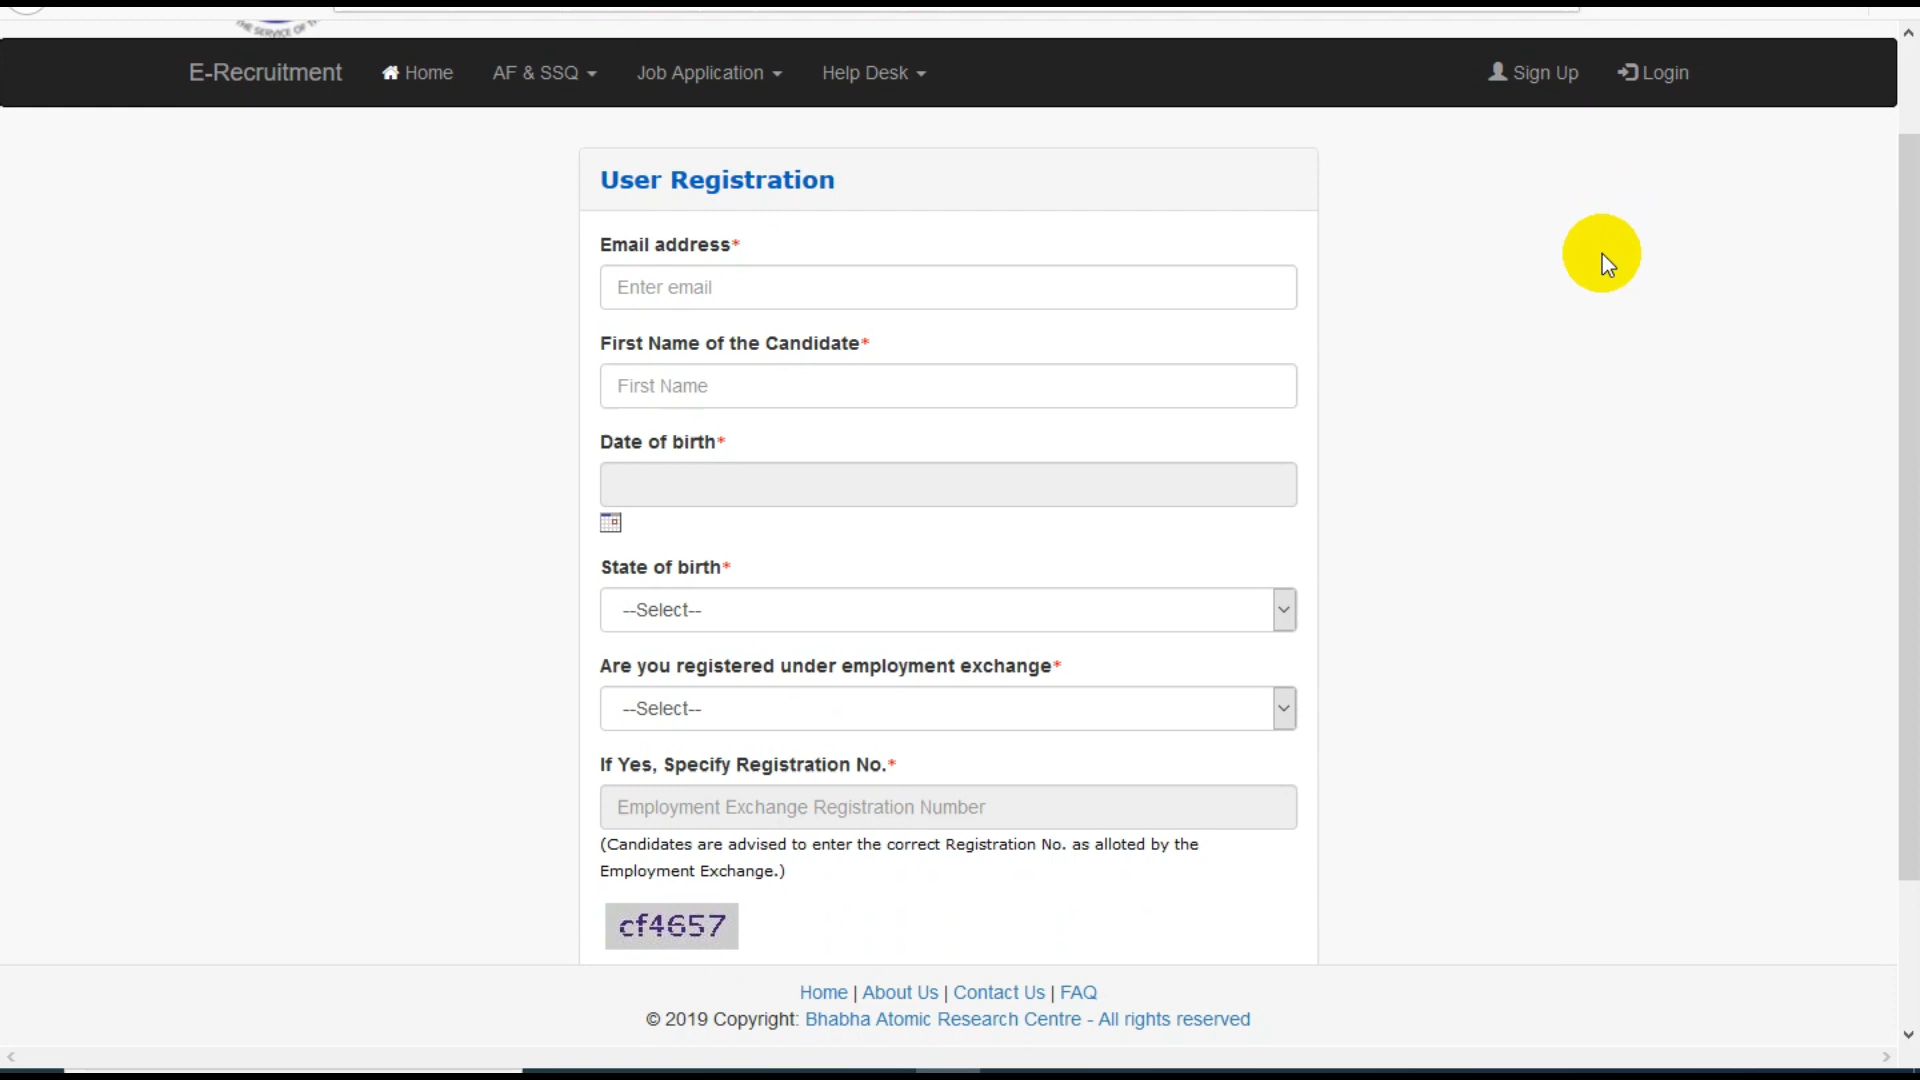 THE SERVICE OF
E-Recruitment Home AF & SSQ Job Application Help Desk Sign Up Login
User Registration
Email address*
Enter email
First Name of the Candidate*
First Name
Date of birth*
State of birth*
--Select--
Are you registered under employment exchange*
--Select--
If Yes, Specify Registration No.*
Employment Exchange Registration Number
(Candidates are advised to enter the correct Registration No. as alloted by the
Employment Exchange.)
cf4657
Home | About Us | Contact Us | FAQ
© 2019 Copyright: Bhabha Atomic Research Centre - All rights reserved